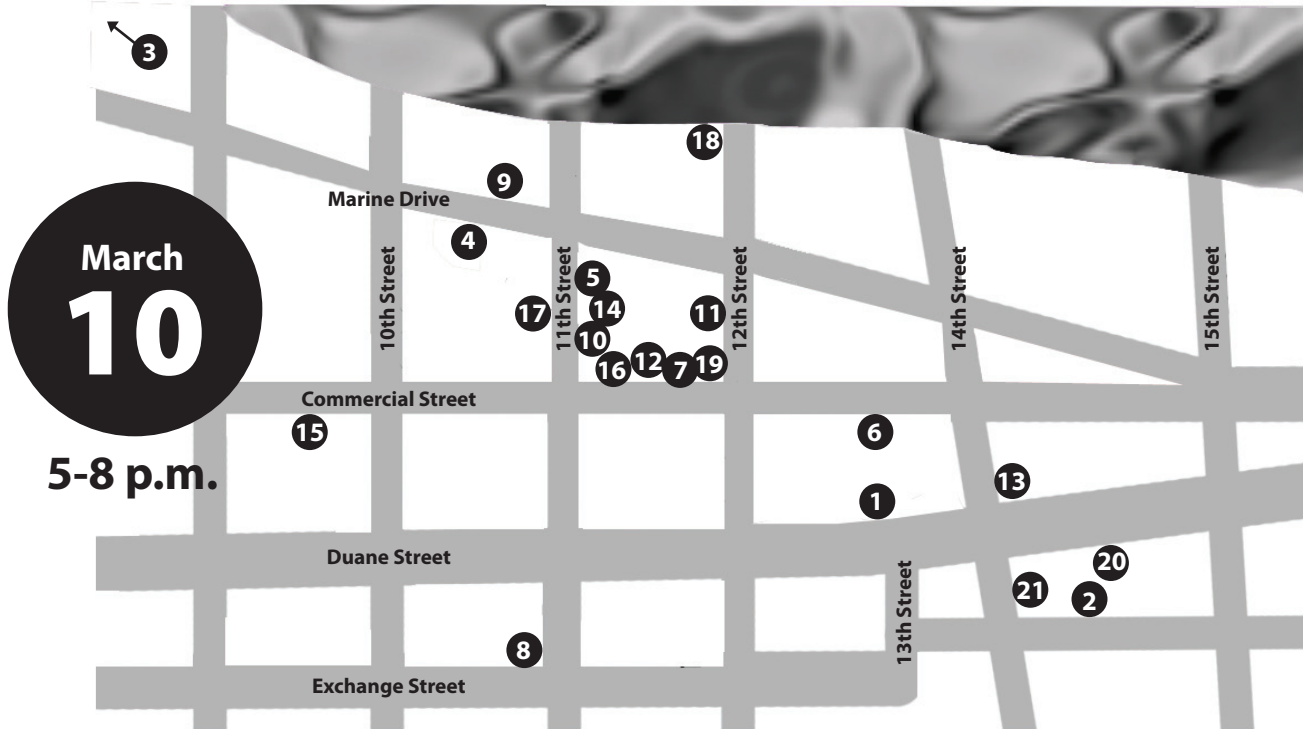 3
18
9
Marine Drive
4
March
10
5-8 p.m.
10th Street
11th Street
12th Street
14th Street
15th Street
5
17
14
11
10
16
12
7
19
Commercial Street
15
6
13
1
Duane Street
20
21
2
13th Street
8
Exchange Street